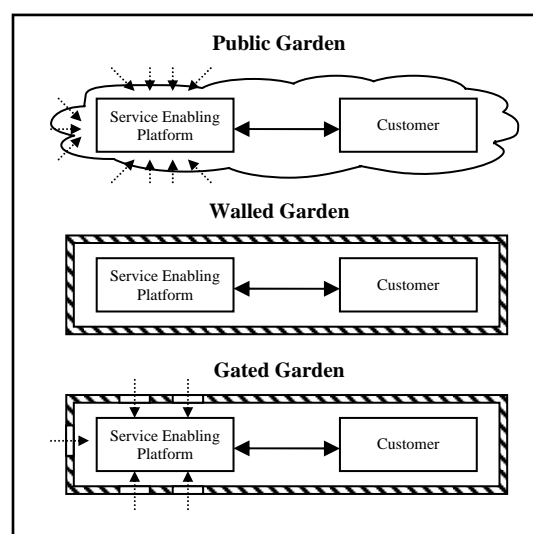 Public Garden
Service Enabling
Platform
Customer
Walled Garden
Service Enabling
Platform
Customer
Gated Garden
Service Enabling
Platform
Customer